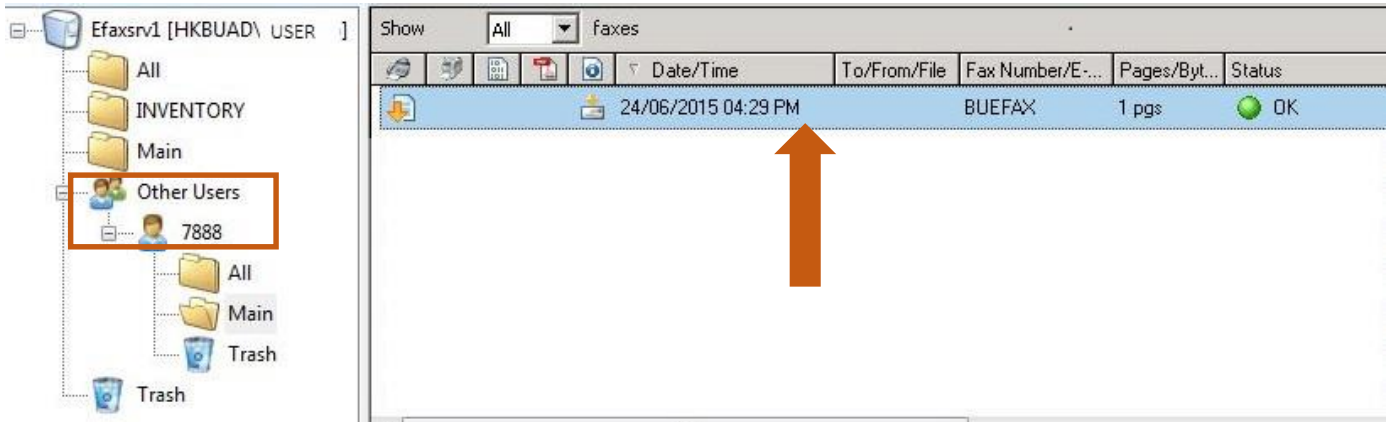 Efaxsrv1 [HKBUAD\ USER ]
All
INVENTORY
Main
Other Users
7888
All
Main
Trash
Trash
Show All faxes
Date/Time To/From/File Fax Number/E-... Pages/Byt... Status
24/06/2015 04:29 PM BUEFAX 1 pgs OK